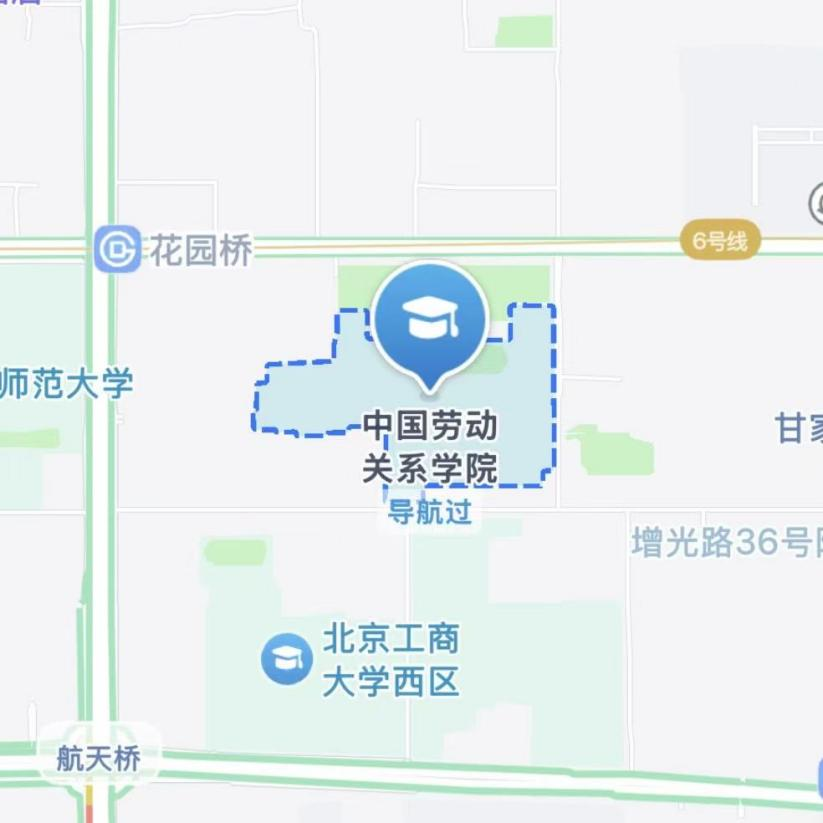 花园桥
6号线
师范大学
中国劳动
关系学院
甘家
导航过
增光路36号
北京工商
大学西区
航天桥